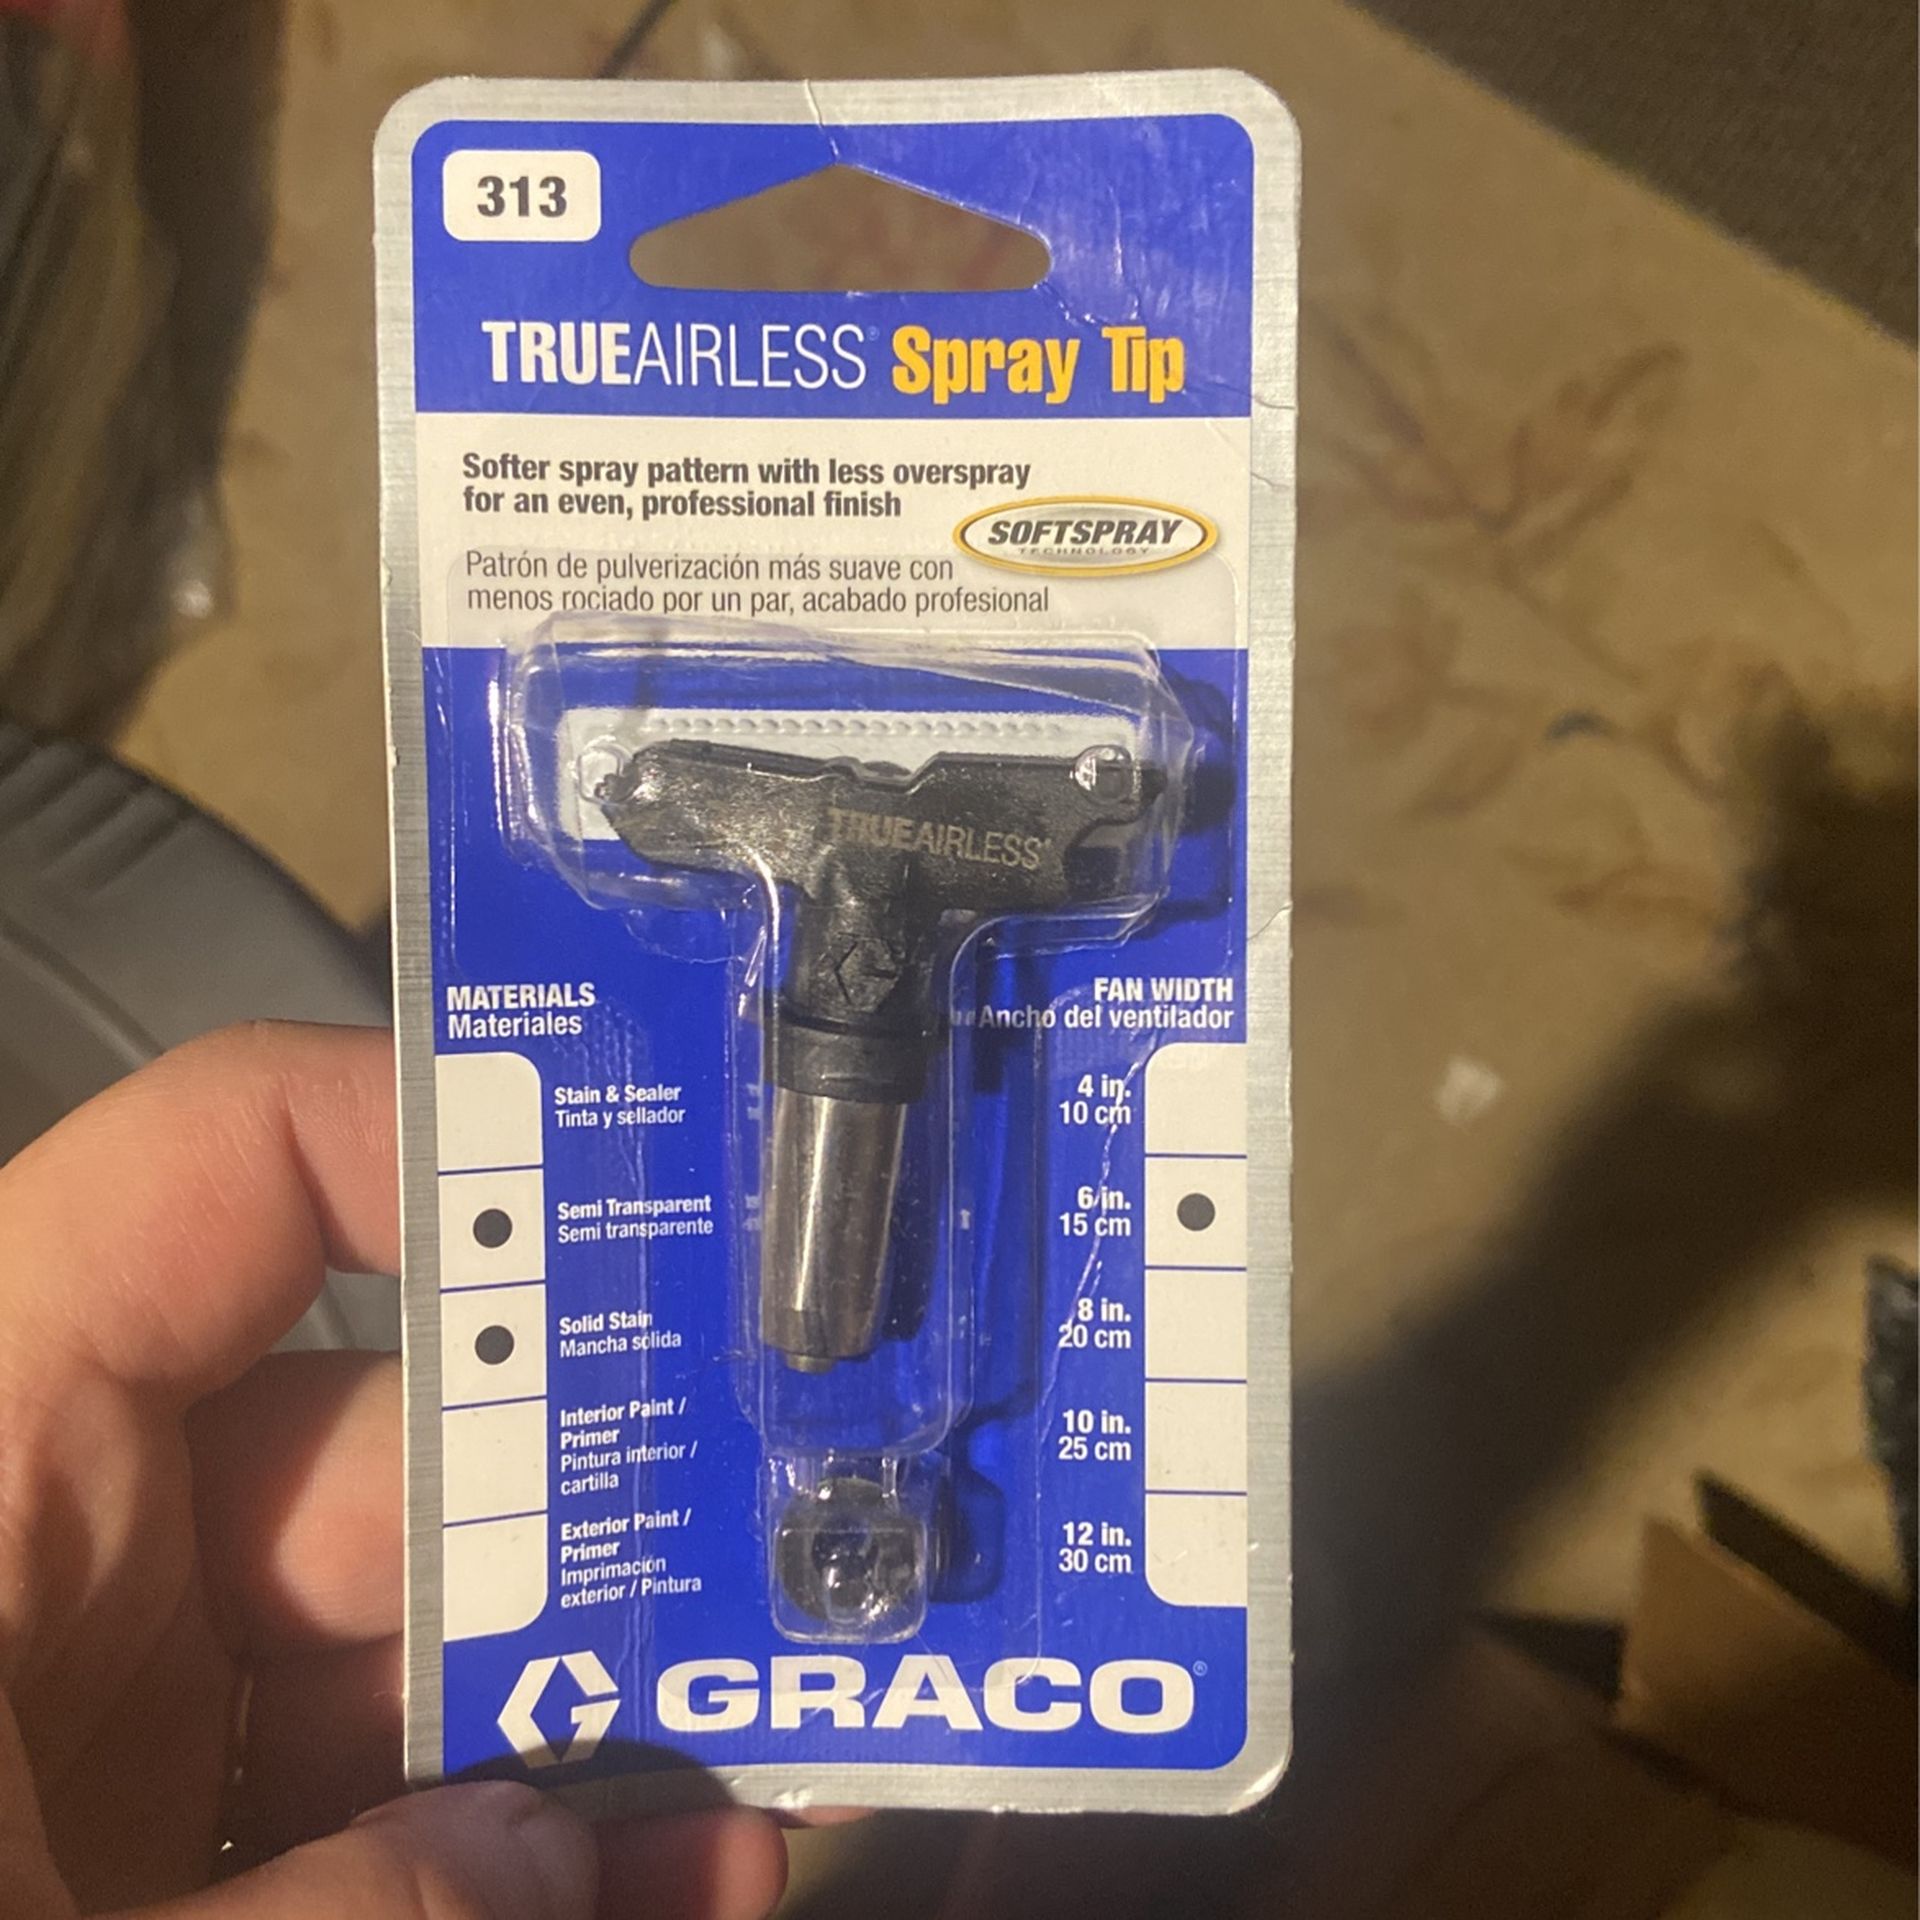 313
TRUEAIRLESS® Spray Tip
Softer spray pattern with less overspray
for an even, professional finish
SOFTSPRAY
TECHNOLOGY
Patrón de pulverización más suave con
menos rociado por un par, acabado profesional
TRUEAIRLESS
MATERIALS
Materiales
Stain & Sealer
Tinta y sellador
Semi Transparent
Semi transparente
Solid Stain
Mancha sólida
Interior Paint /
Primer
Pintura interior /
cartilla
Exterior Paint /
Primer
Imprimación
exterior / Pintura
FAN WIDTH
Ancho del ventilador
4 in.
10 cm
6 in.
15 cm
8 in.
20 cm
10 in.
25 cm
12 in.
30 cm
GRACO®